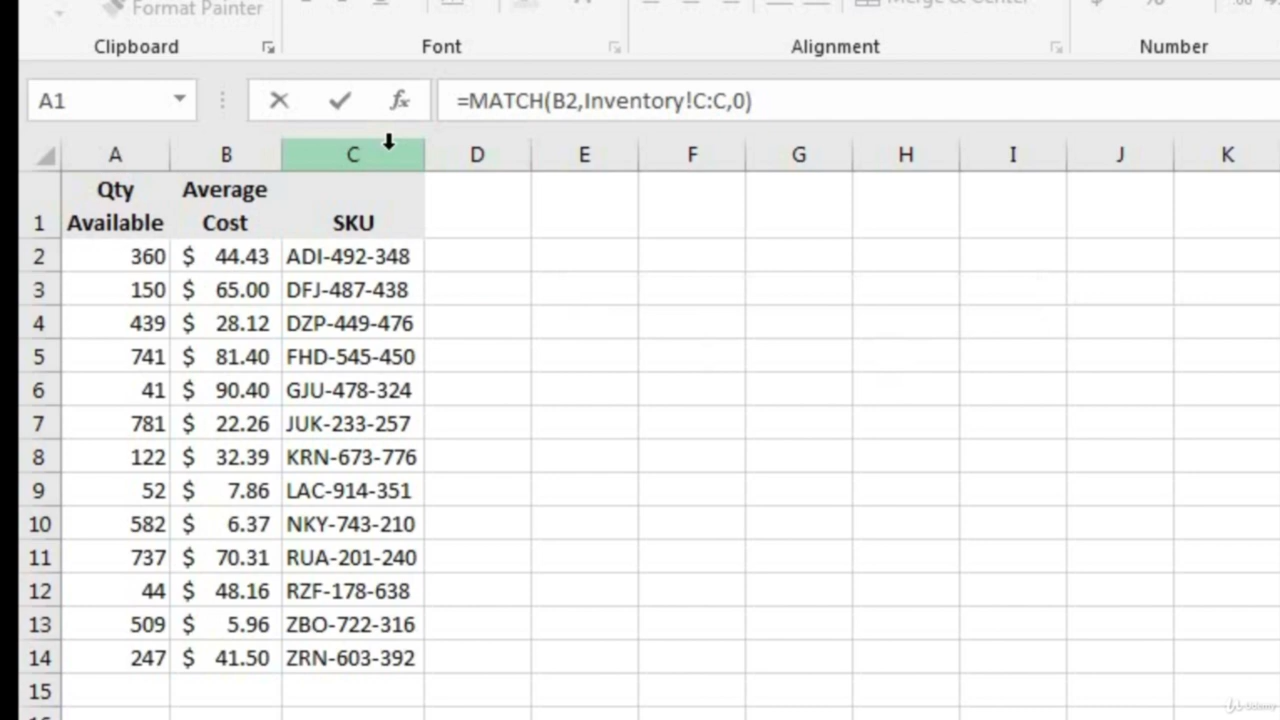 Format Painter
Merge & Center
$ %
Clipboard Font Alignment Number
A1 fx =MATCH(B2,Inventory!C:C,0)
A B C D E F G H I J K
Qty Average
1 Available Cost SKU
2 360 $ 44.43 ADI-492-348
3 150 $ 65.00 DFJ-487-438
4 439 $ 28.12 DZP-449-476
5 741 $ 81.40 FHD-545-450
6 41 $ 90.40 GJU-478-324
7 781 $ 22.26 JUK-233-257
8 122 $ 32.39 KRN-673-776
9 52 $ 7.86 LAC-914-351
10 582 $ 6.37 NKY-743-210
11 737 $ 70.31 RUA-201-240
12 44 $ 48.16 RZF-178-638
13 509 $ 5.96 ZBO-722-316
14 247 $ 41.50 ZRN-603-392
15
Udemy